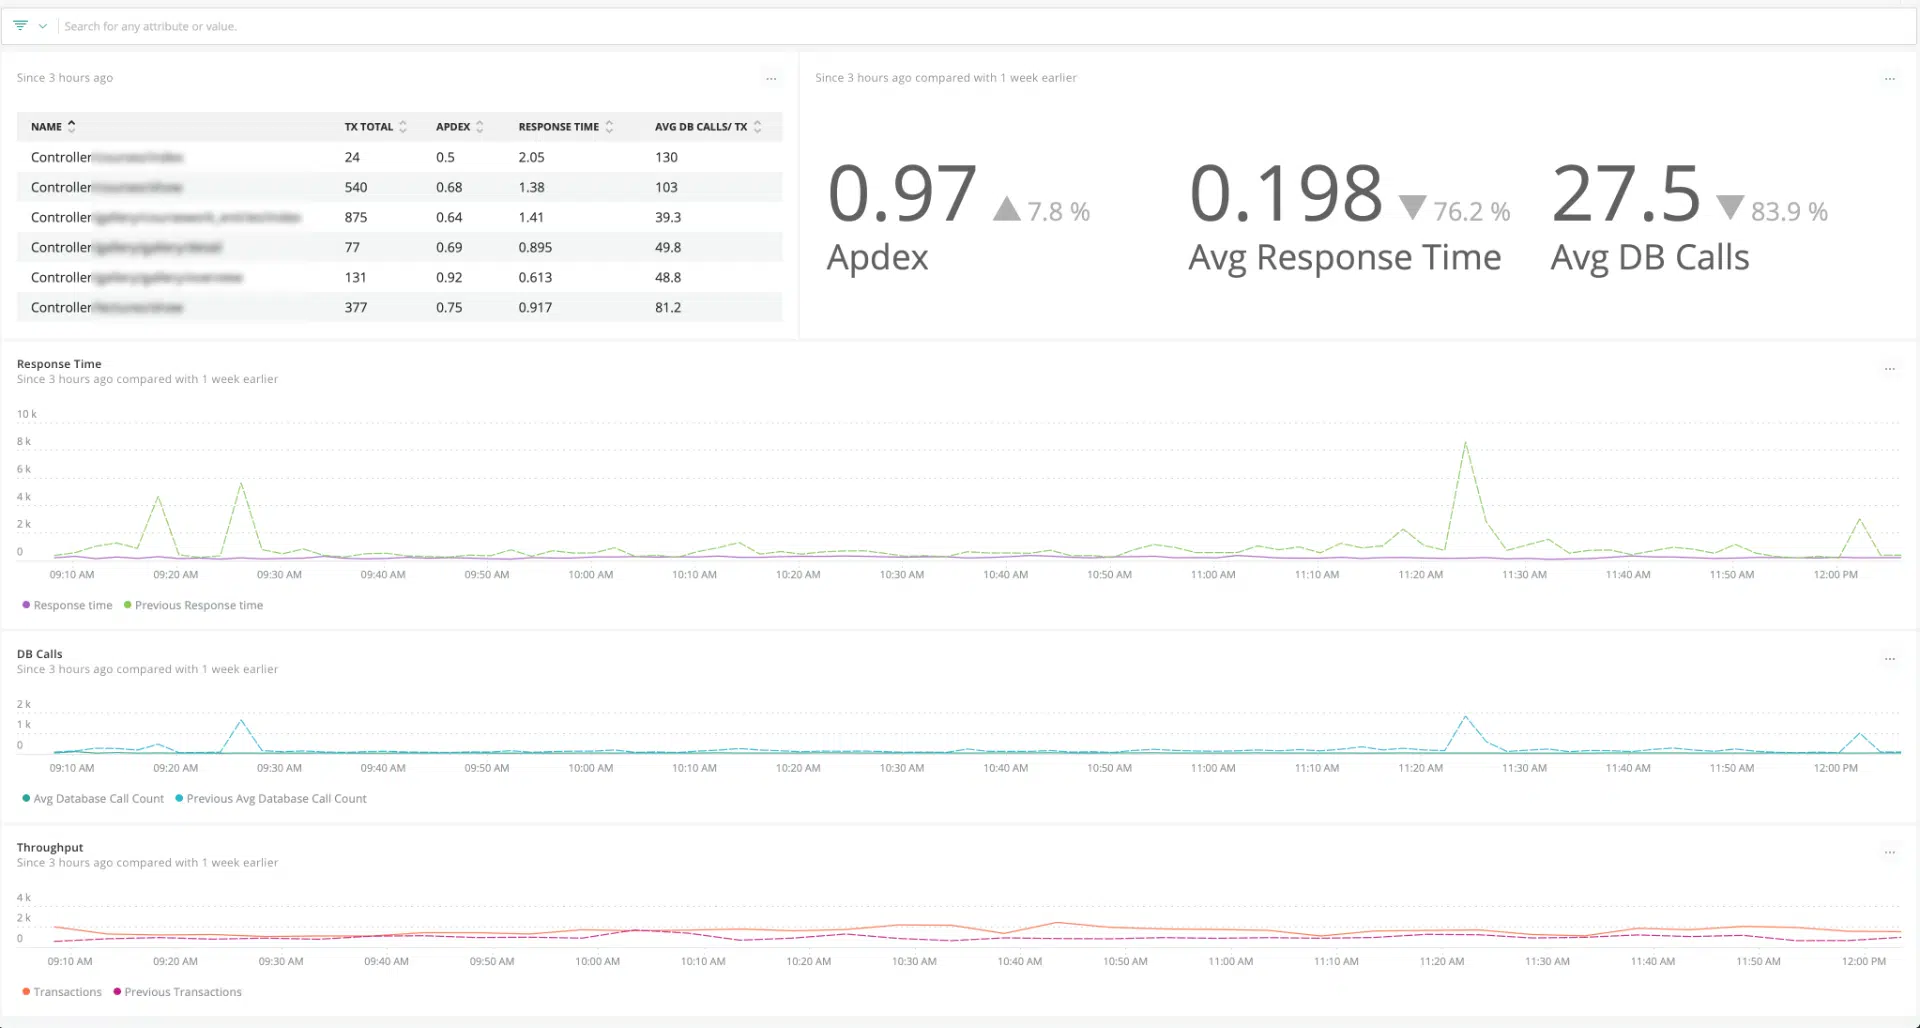 Search for any attribute or value.
Since 3 hours ago
...
NAME TX TOTAL APDEX RESPONSE TIME AVG DB CALLS/ TX
Controller 24 0.5 2.05 130
Controller 540 0.68 1.38 103
Controller 875 0.64 1.41 39.3
Controller 77 0.69 0.895 49.8
Controller 131 0.92 0.613 48.8
Controller 377 0.75 0.917 81.2
Since 3 hours ago compared with 1 week earlier
...
0.97 ▲ 7.8 %
Apdex
0.198 ▼ 76.2 %
Avg Response Time
27.5 ▼ 83.9 %
Avg DB Calls
Response Time
Since 3 hours ago compared with 1 week earlier
...
10 k
8 k
6 k
4 k
2 k
0
09:10 AM 09:20 AM 09:30 AM 09:40 AM 09:50 AM 10:00 AM 10:10 AM 10:20 AM 10:30 AM 10:40 AM 10:50 AM 11:00 AM 11:10 AM 11:20 AM 11:30 AM 11:40 AM 11:50 AM 12:00 PM
Response time Previous Response time
DB Calls
Since 3 hours ago compared with 1 week earlier
...
2 k
1 k
0
09:10 AM 09:20 AM 09:30 AM 09:40 AM 09:50 AM 10:00 AM 10:10 AM 10:20 AM 10:30 AM 10:40 AM 10:50 AM 11:00 AM 11:10 AM 11:20 AM 11:30 AM 11:40 AM 11:50 AM 12:00 PM
Avg Database Call Count Previous Avg Database Call Count
Throughput
Since 3 hours ago compared with 1 week earlier
...
4 k
2 k
0
09:10 AM 09:20 AM 09:30 AM 09:40 AM 09:50 AM 10:00 AM 10:10 AM 10:20 AM 10:30 AM 10:40 AM 10:50 AM 11:00 AM 11:10 AM 11:20 AM 11:30 AM 11:40 AM 11:50 AM 12:00 PM
Transactions Previous Transactions